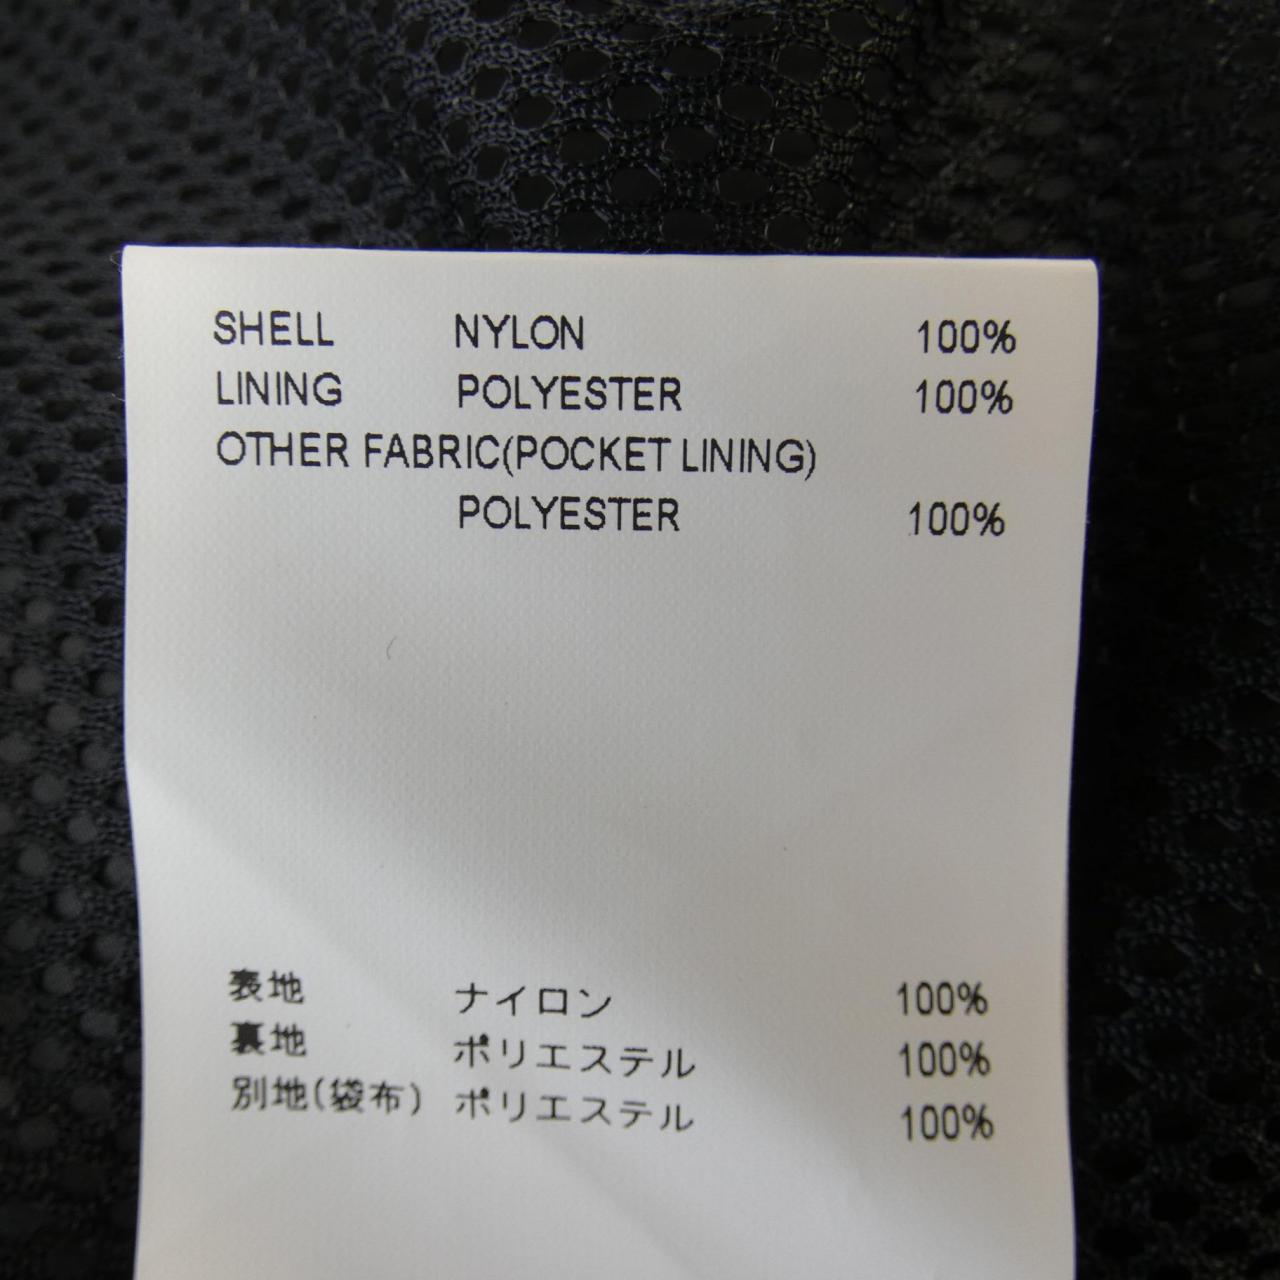 SHELL NYLON 100%
LINING POLYESTER 100%
OTHER FABRIC(POCKET LINING)
POLYESTER 100%
表地 ナイロン 100%
裏地 ポリエステル 100%
別地(袋布) ポリエステル 100%